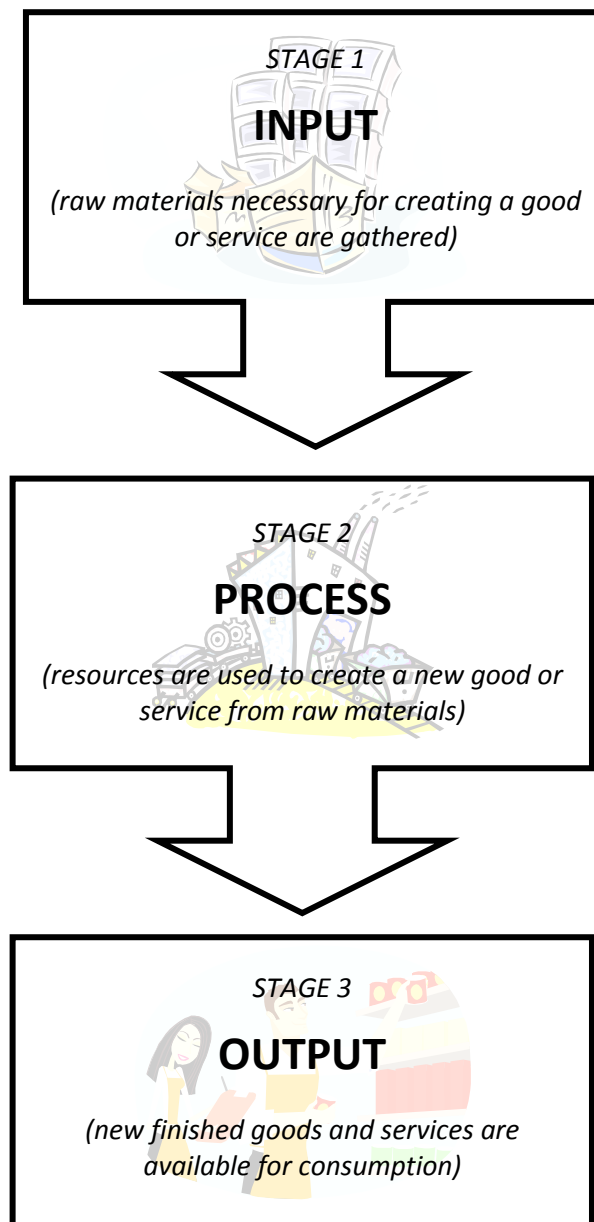 STAGE 1
INPUT
(raw materials necessary for creating a good
or service are gathered)
STAGE 2
PROCESS
(resources are used to create a new good or
service from raw materials)
STAGE 3
OUTPUT
(new finished goods and services are
available for consumption)